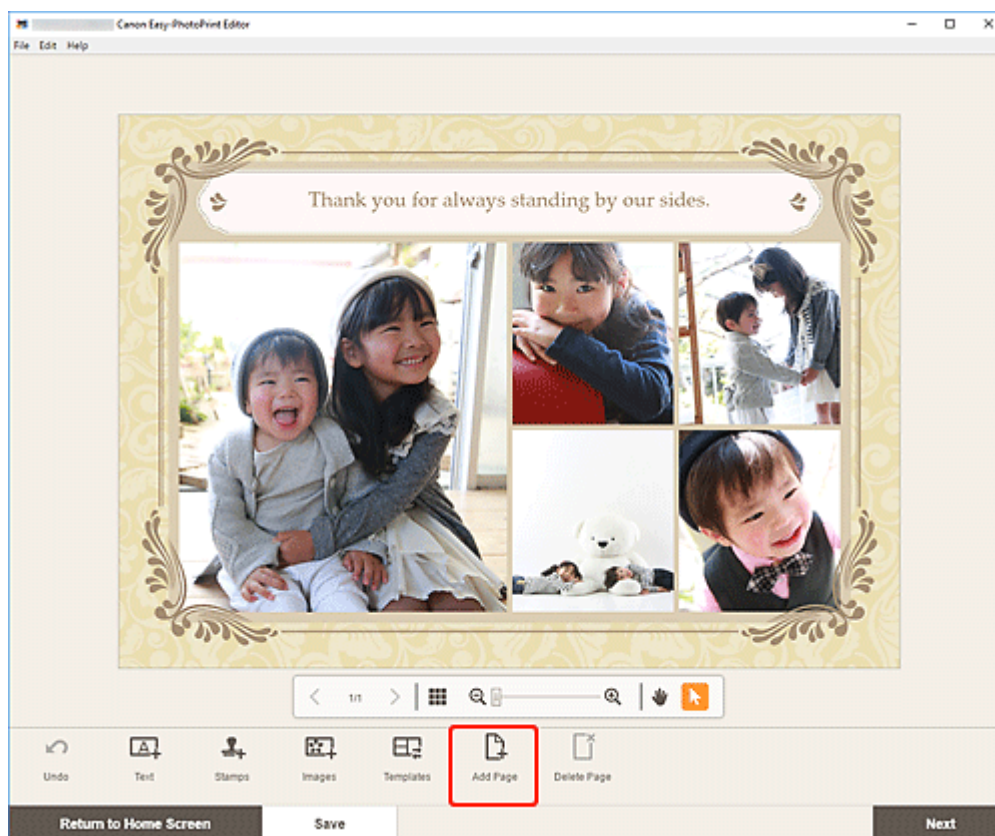 Canon Easy-PhotoPrint Editor
File Edit Help
Thank you for always standing by our sides.
1/1
Undo Text Stamps Images Templates Add Page Delete Page
Return to Home Screen Save Next